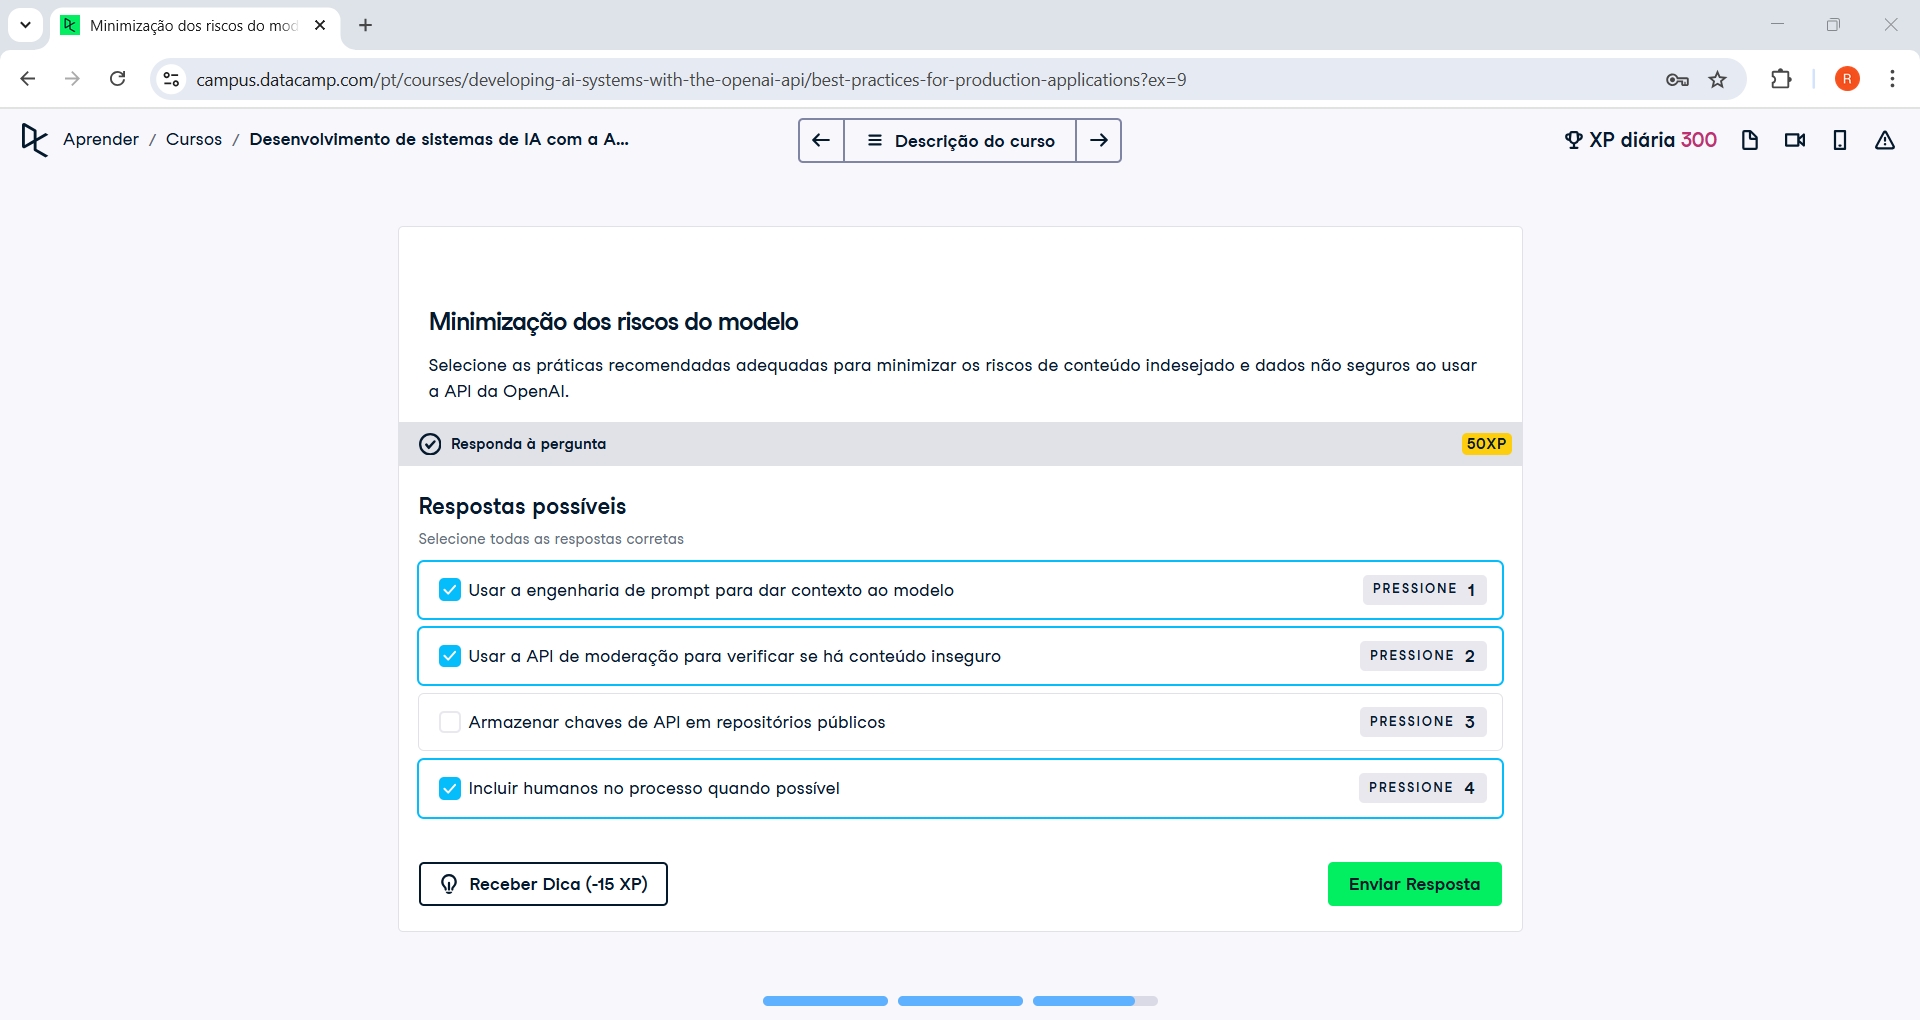 Minimização dos riscos do mod
campus.datacamp.com/pt/courses/developing-ai-systems-with-the-openai-api/best-practices-for-production-applications?ex=9
R
Aprender / Cursos / Desenvolvimento de sistemas de IA com a A...
Descrição do curso
XP diária 300
Minimização dos riscos do modelo
Selecione as práticas recomendadas adequadas para minimizar os riscos de conteúdo indesejado e dados não seguros ao usar
a API da OpenAI.
Responda à pergunta
50XP
Respostas possíveis
Selecione todas as respostas corretas
Usar a engenharia de prompt para dar contexto ao modelo
PRESSIONE 1
Usar a API de moderação para verificar se há conteúdo inseguro
PRESSIONE 2
Armazenar chaves de API em repositórios públicos
PRESSIONE 3
Incluir humanos no processo quando possível
PRESSIONE 4
Receber Dica (-15 XP)
Enviar Resposta